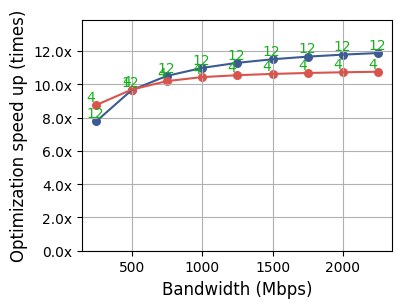 Optimization speed up (times)
12.0x
10.0x
8.0x
6.0x
4.0x
2.0x
0.0x
12 12 12 12 12 12 12 12 12
4 4 4 4 4 4 4 4 4
500 1000 1500 2000
Bandwidth (Mbps)